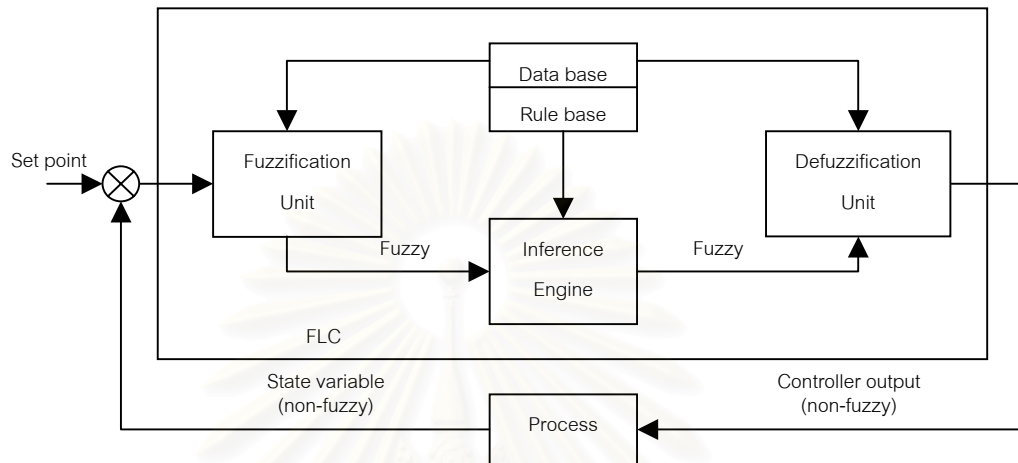 Data base
Rule base
Set point
Fuzzification
Unit
Defuzzification
Unit
Fuzzy
Inference
Engine
Fuzzy
FLC
State variable
(non-fuzzy)
Controller output
(non-fuzzy)
Process